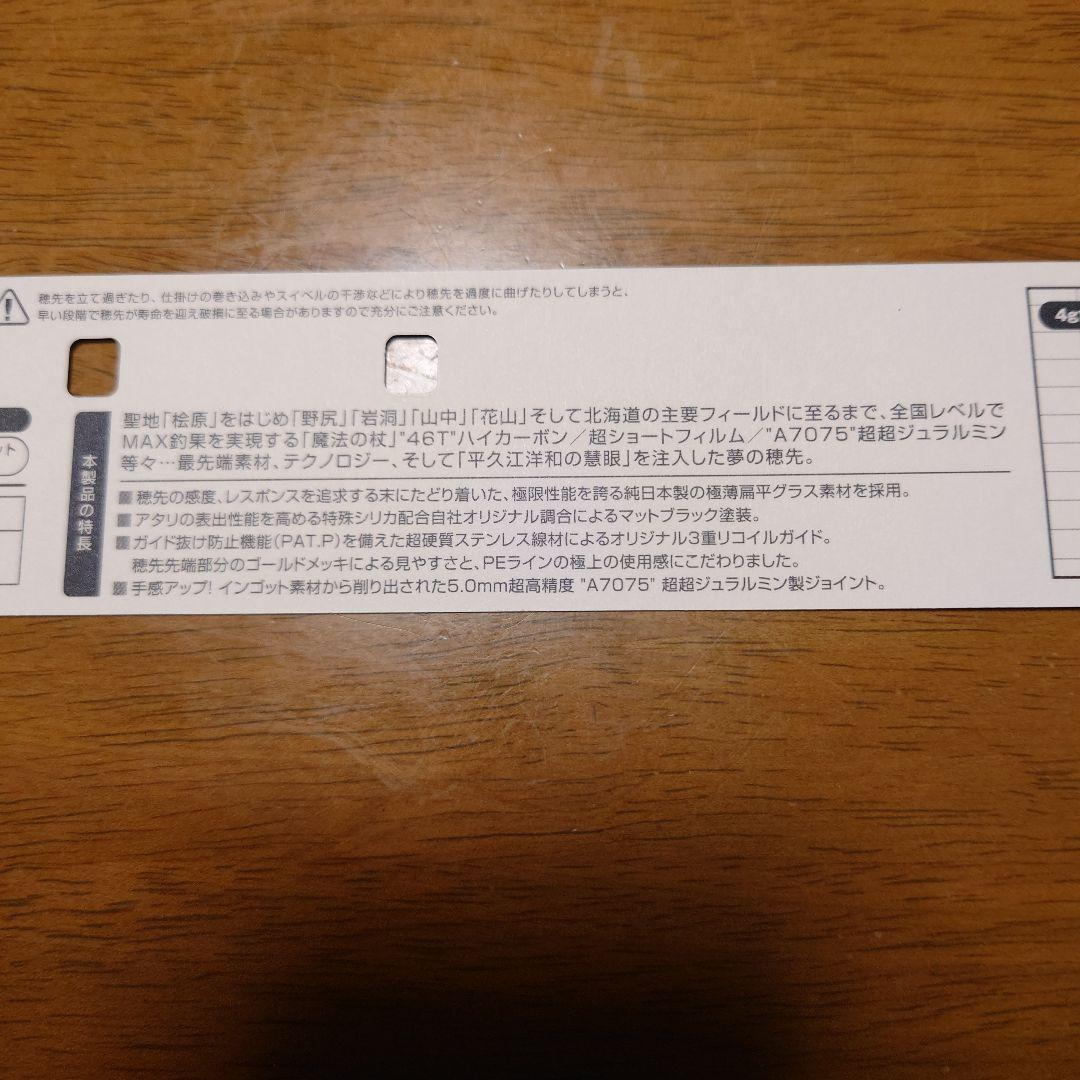 穂先を立て過ぎたり、仕掛けの巻き込みやスイベルの干渉などにより穂先を過度に曲げたりしてしまうと、
早い段階で穂先が寿命を迎え破損に至る場合がありますので充分にご注意ください。
4g
ット
本製品の特長
聖地「桧原」をはじめ「野尻」「岩洞」「山中」「花山」そして北海道の主要フィールドに至るまで、全国レベルで
MAX釣果を実現する「魔法の杖」"46T"ハイカーボン/超ショートフィルム/"A7075"超超ジュラルミン
等々…最先端素材、テクノロジー、そして「平久江洋和の慧眼」を注入した夢の穂先。
穂先の感度、レスポンスを追求する末にたどり着いた、極限性能を誇る純日本製の極薄扁平グラス素材を採用。
アタリの表出性能を高める特殊シリカ配合自社オリジナル調合によるマットブラック塗装。
ガイド抜け防止機能(PAT.P)を備えた超硬質ステンレス線材によるオリジナル3重リコイルガイド。
穂先先端部分のゴールドメッキによる見やすさと、PEラインの極上の使用感にこだわりました。
手感アップ! インゴット素材から削り出された5.0mm超高精度 "A7075" 超超ジュラルミン製ジョイント。